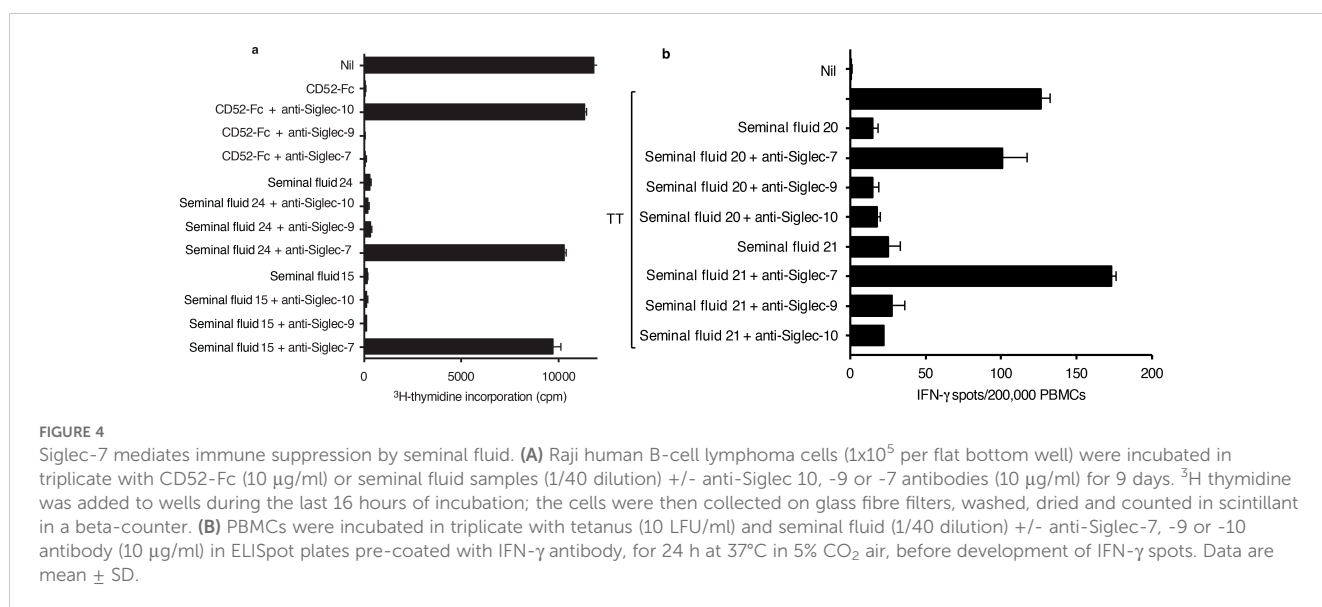 a
Nil
CD52-Fc
CD52-Fc + anti-Siglec-10
CD52-Fc + anti-Siglec-9
CD52-Fc + anti-Siglec-7
Seminal fluid 24
Seminal fluid 24 + anti-Siglec-10
Seminal fluid 24 + anti-Siglec-9
Seminal fluid 24 + anti-Siglec-7
Seminal fluid 15
Seminal fluid 15 + anti-Siglec-10
Seminal fluid 15 + anti-Siglec-9
Seminal fluid 15 + anti-Siglec-7
0 5000 10000
³H-thymidine incorporation (cpm)
b
Nil
TT
Seminal fluid 20
Seminal fluid 20 + anti-Siglec-7
Seminal fluid 20 + anti-Siglec-9
Seminal fluid 20 + anti-Siglec-10
Seminal fluid 21
Seminal fluid 21 + anti-Siglec-7
Seminal fluid 21 + anti-Siglec-9
Seminal fluid 21 + anti-Siglec-10
0 50 100 150 200
IFN-γ spots/200,000 PBMCs
FIGURE 4
Siglec-7 mediates immune suppression by seminal fluid. (A) Raji human B-cell lymphoma cells (1x10⁵ per flat bottom well) were incubated in
triplicate with CD52-Fc (10 μg/ml) or seminal fluid samples (1/40 dilution) +/- anti-Siglec 10, -9 or -7 antibodies (10 μg/ml) for 9 days. ³H thymidine
was added to wells during the last 16 hours of incubation; the cells were then collected on glass fibre filters, washed, dried and counted in scintillant
in a beta-counter. (B) PBMCs were incubated in triplicate with tetanus (10 LFU/ml) and seminal fluid (1/40 dilution) +/- anti-Siglec-7, -9 or -10
antibody (10 μg/ml) in ELISpot plates pre-coated with IFN-γ antibody, for 24 h at 37°C in 5% CO₂ air, before development of IFN-γ spots. Data are
mean ± SD.